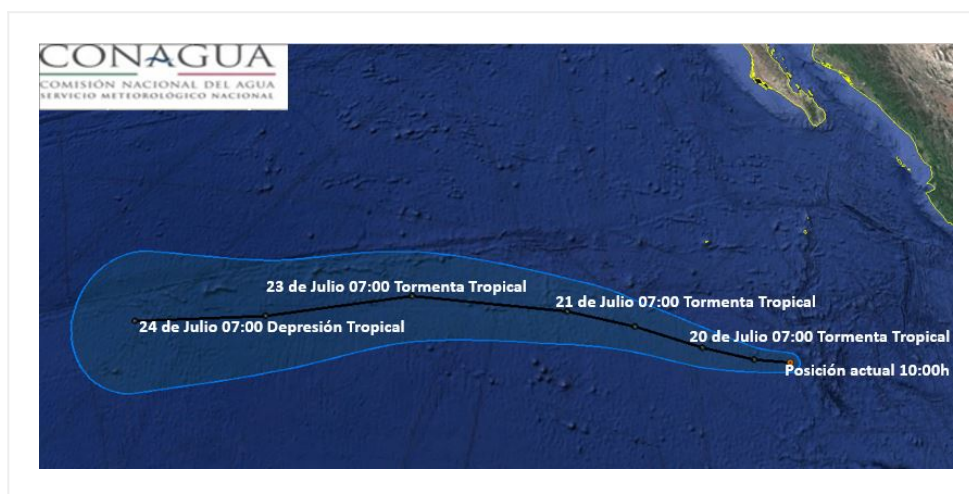 CONAGUA
COMISIÓN NACIONAL DEL AGUA
SERVICIO METEOROLÓGICO NACIONAL
23 de Julio 07:00 Tormenta Tropical
21 de Julio 07:00 Tormenta Tropical
24 de Julio 07:00 Depresión Tropical
20 de Julio 07:00 Tormenta Tropical
Posición actual 10:00h